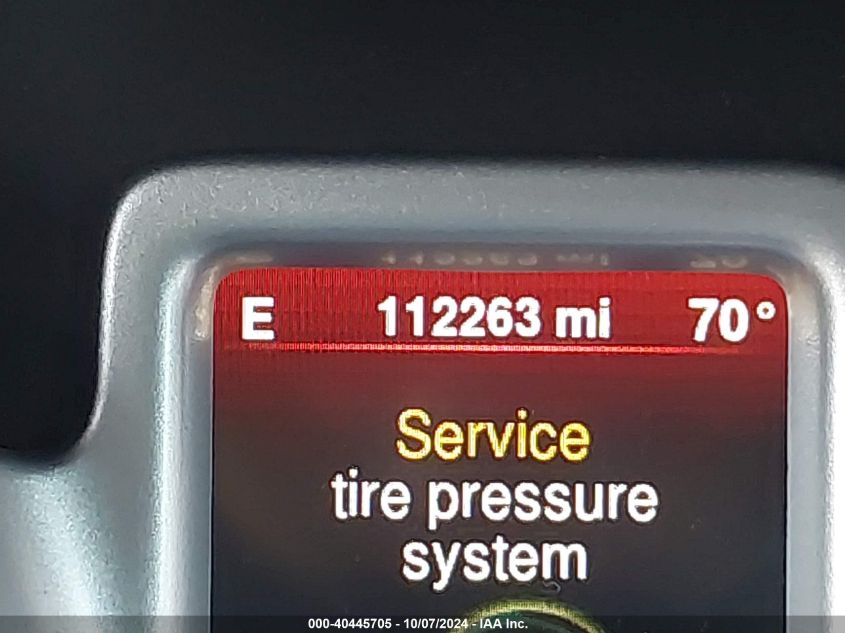 E 112263 mi 70°
Service
tire pressure
system
000-40445705 - 10/07/2024 - IAA Inc.